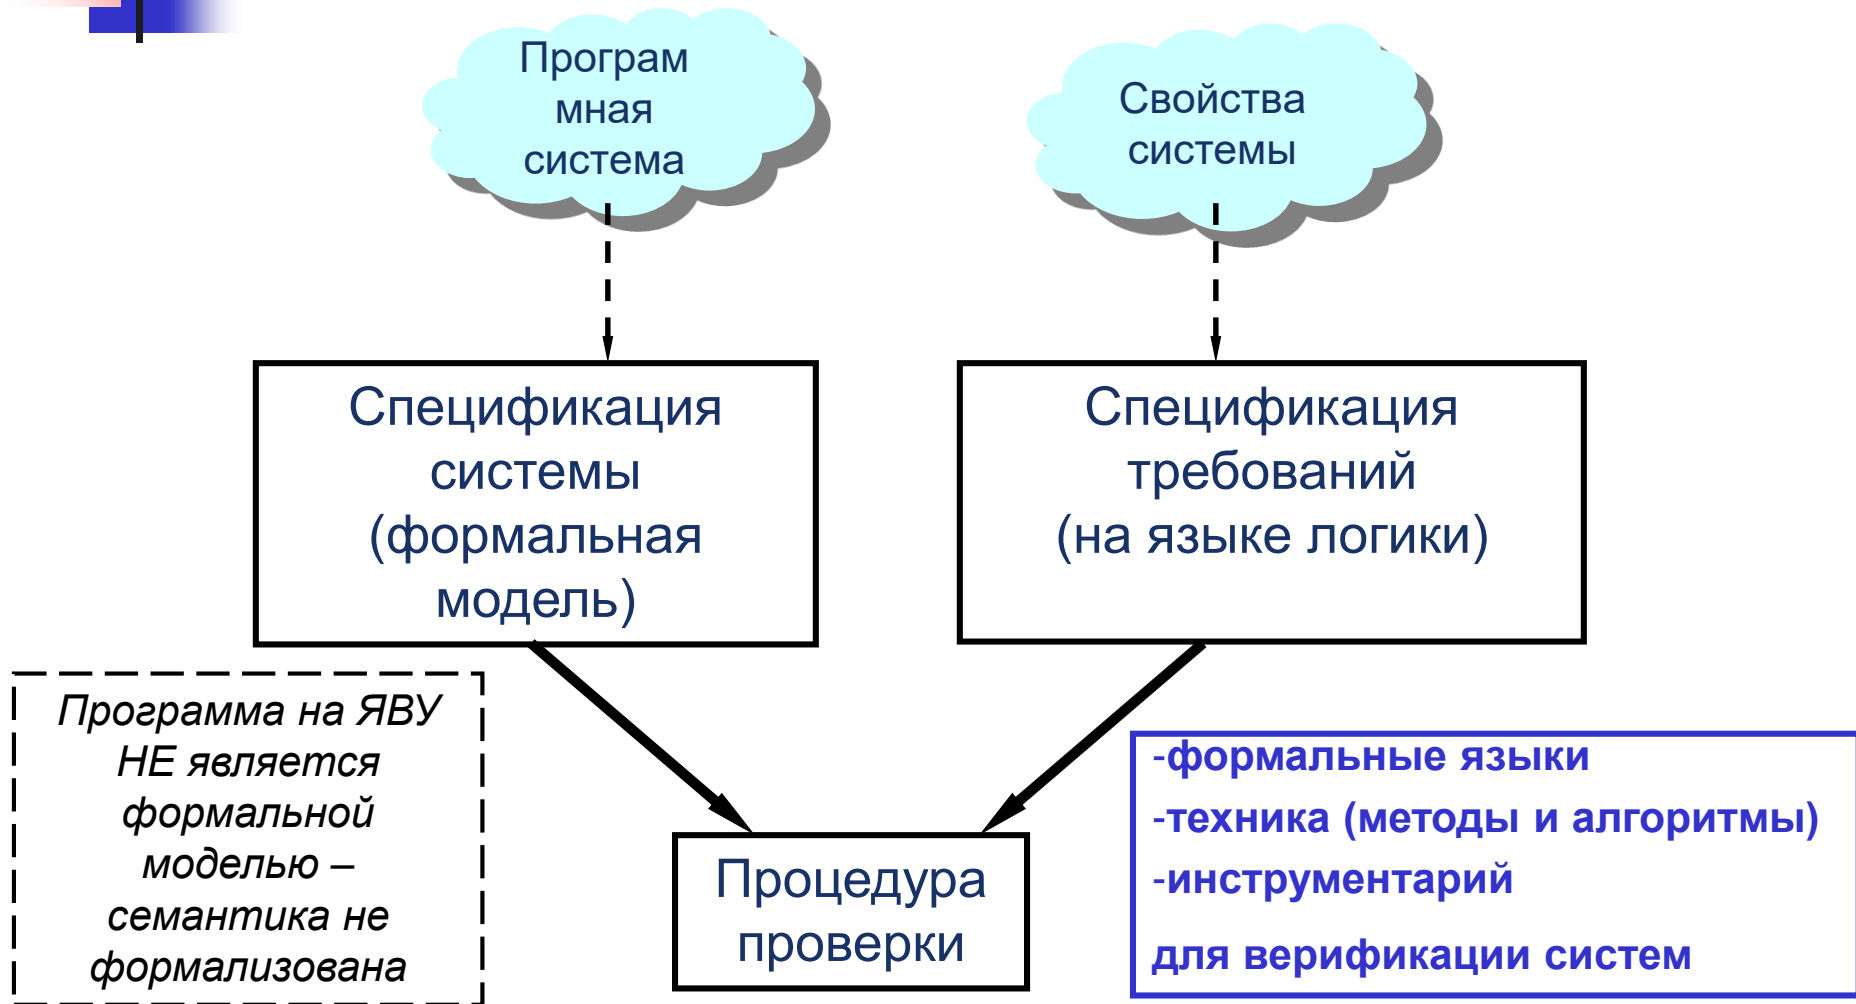 Програм
мная
система
Свойства
системы
Спецификация
системы
(формальная
модель)
Спецификация
требований
(на языке логики)
Программа на ЯВУ
НЕ является
формальной
моделью –
семантика не
формализована
Процедура
проверки
-формальные языки
-техника (методы и алгоритмы)
-инструментарий
для верификации систем